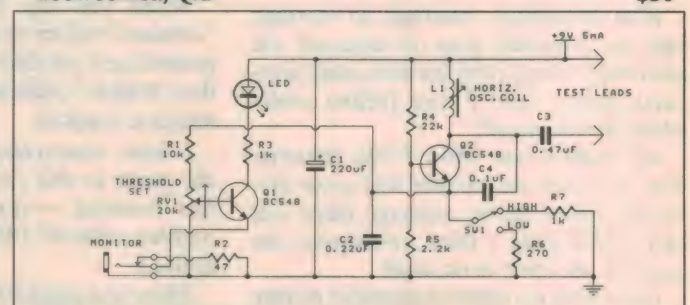 +9V 5mA
LED
L1
HORIZ.
OSC.COIL
TEST LEADS
R1
10k
R3
1k
R4
22k
C3
0.47uF
Q2
BC548
C1
220uF
C4
0.1uF
THRESHOLD
SET
RV1
20k
Q1
BC548
HIGH
R7
1k
SW1
LOW
MONITOR
R2
47
C2
0.22uF
R5
2.2k
R6
270